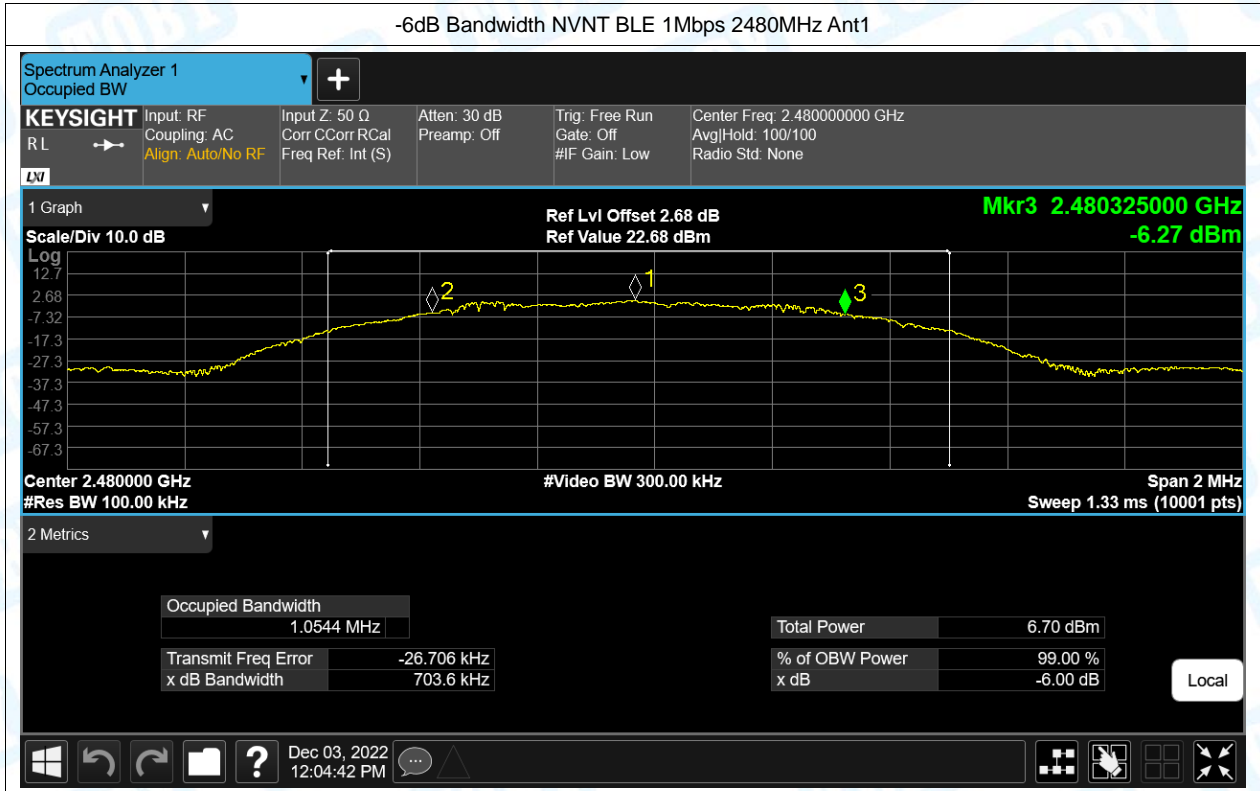 -6dB Bandwidth NVNT BLE 1Mbps 2480MHz Ant1
Spectrum Analyzer 1
Occupied BW
KEYSIGHT
R L
LXI
Input: RF
Coupling: AC
Align: Auto/No RF
Input Z: 50 Ω
Corr CCorr RCal
Freq Ref: Int (S)
Atten: 30 dB
Preamp: Off
Trig: Free Run
Gate: Off
#IF Gain: Low
Center Freq: 2.480000000 GHz
Avg|Hold: 100/100
Radio Std: None
1 Graph
Scale/Div 10.0 dB
Ref Lvl Offset 2.68 dB
Ref Value 22.68 dBm
Mkr3 2.480325000 GHz
-6.27 dBm
Log
12.7
2.68
-7.32
-17.3
-27.3
-37.3
-47.3
-57.3
-67.3
2
1
3
Center 2.480000 GHz
#Video BW 300.00 kHz
Span 2 MHz
#Res BW 100.00 kHz
Sweep 1.33 ms (10001 pts)
2 Metrics
Occupied Bandwidth
1.0544 MHz
Total Power 6.70 dBm
Transmit Freq Error -26.706 kHz
% of OBW Power 99.00 %
x dB Bandwidth 703.6 kHz
x dB -6.00 dB
Local
?
Dec 03, 2022
12:04:42 PM